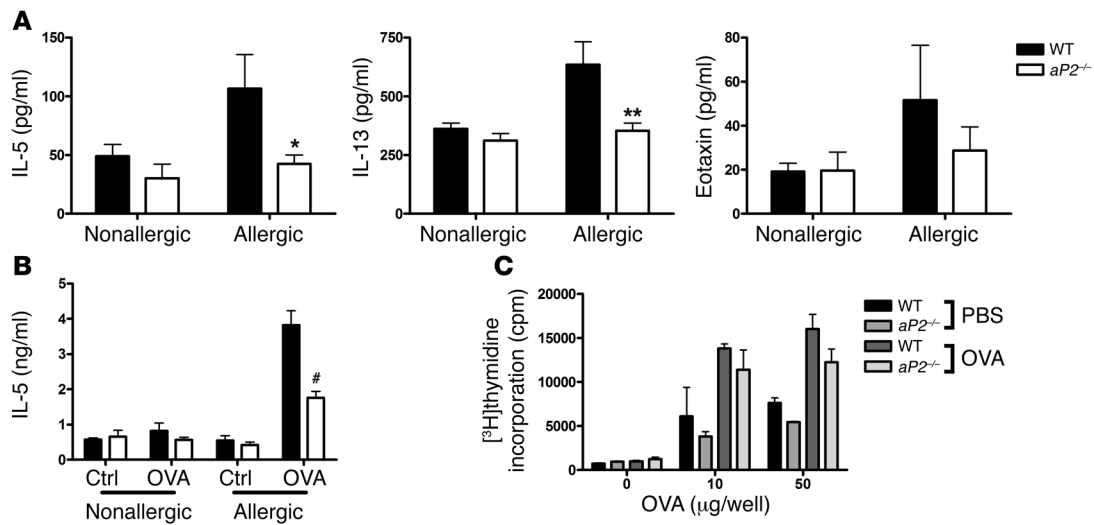 A
IL-5 (pg/ml)
150
100
50
0
Nonallergic
Allergic
*
IL-13 (pg/ml)
750
500
250
0
Nonallergic
Allergic
**
Eotaxin (pg/ml)
80
60
40
20
0
Nonallergic
Allergic
WT
aP2–/–
B
IL-5 (ng/ml)
5
4
3
2
1
0
Ctrl
OVA
Ctrl
OVA
#
Nonallergic
Allergic
C
[³H]thymidine
incorporation (cpm)
20000
15000
10000
5000
0
0
10
50
OVA (μg/well)
WT
aP2–/–
PBS
WT
aP2–/–
OVA